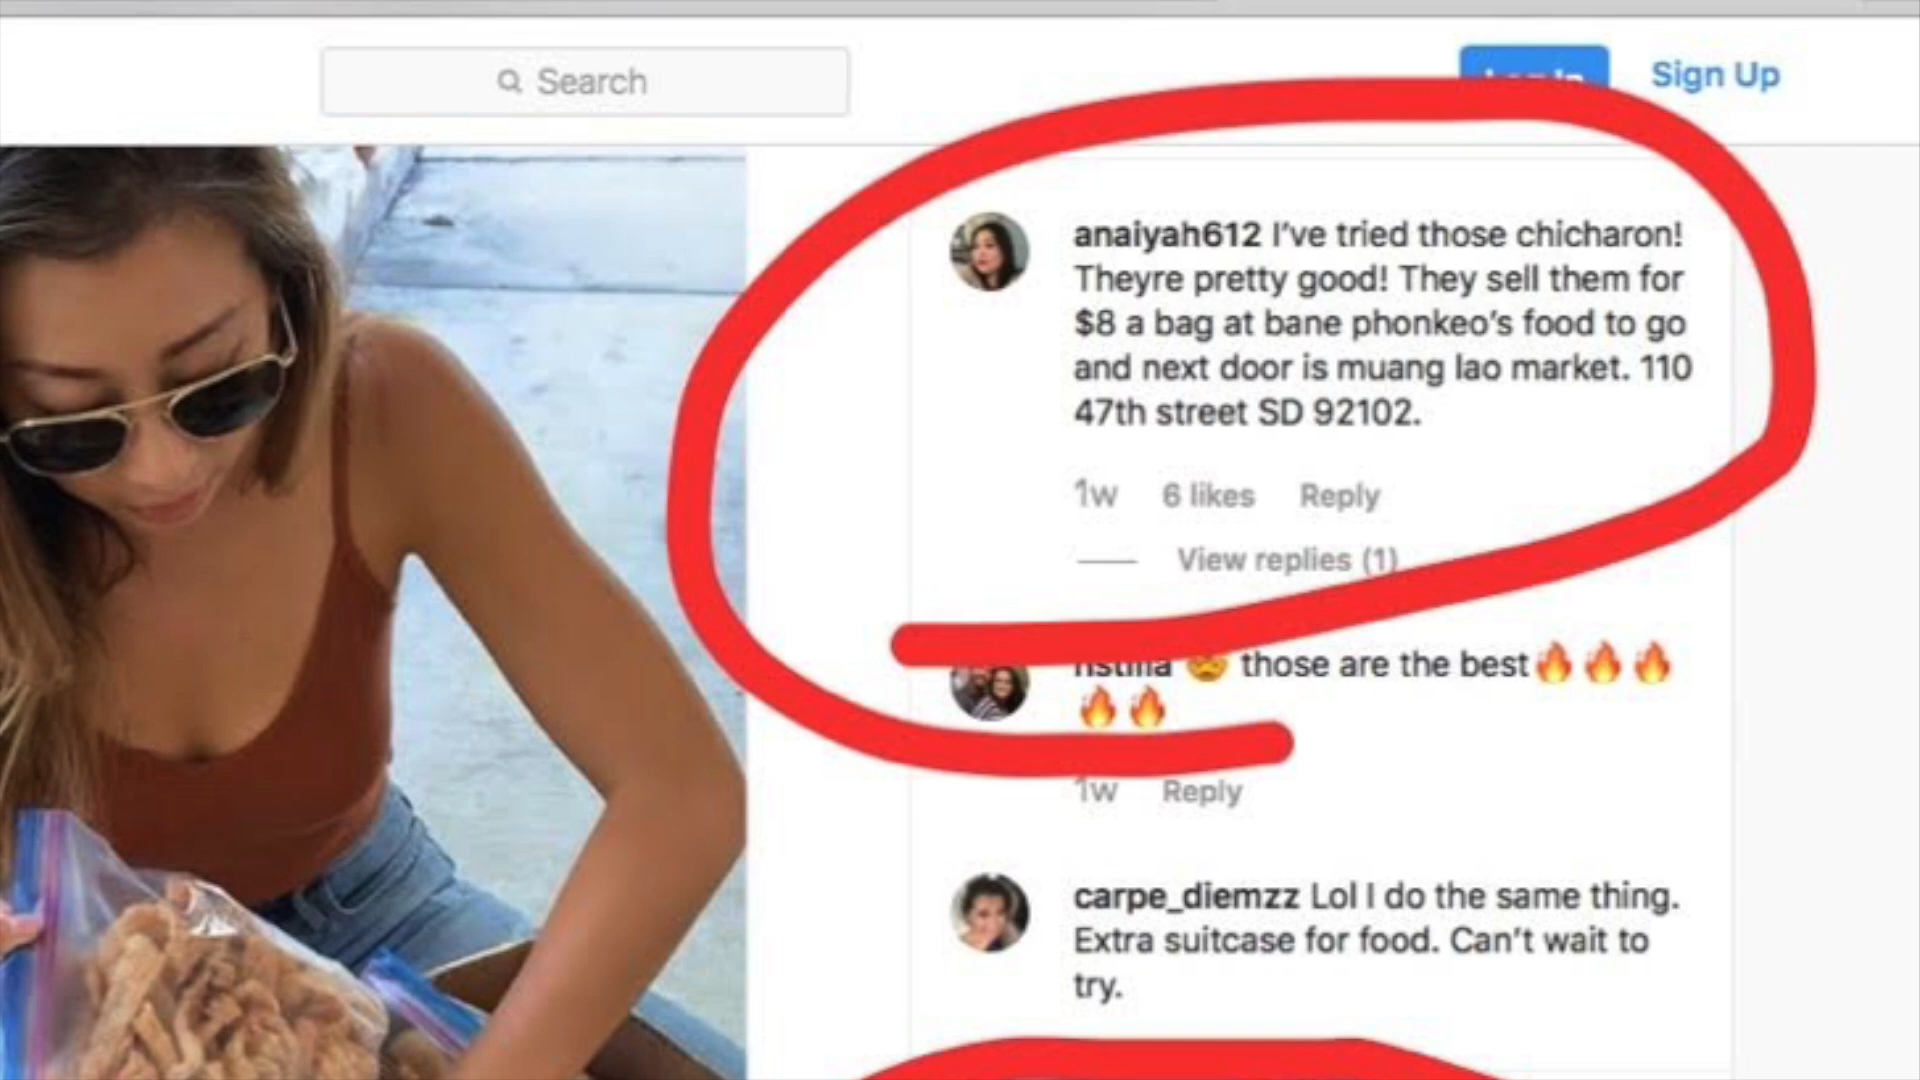 Search
Sign Up
anaiyah612 I've tried those chicharon!
Theyre pretty good! They sell them for
$8 a bag at bane phonkeo's food to go
and next door is muang lao market. 110
47th street SD 92102.
1w 6 likes Reply
View replies (1)
those are the best🔥🔥🔥
🔥🔥
1w Reply
carpe_diemzz Lol I do the same thing.
Extra suitcase for food. Can't wait to
try.